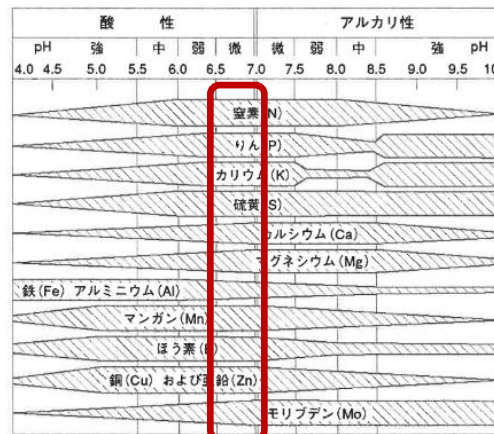 酸 性 アルカリ性
pH 強 中 弱 微 微 弱 中 強 pH
4.0 4.5 5.0 5.5 6.0 6.5 7.0 7.5 8.0 8.5 9.0 9.5 10
窒素(N)
りん(P)
カリウム(K)
硫黄(S)
カルシウム(Ca)
マグネシウム(Mg)
鉄(Fe) アルミニウム(Al)
マンガン(Mn)
ほう素(B)
銅(Cu) および亜鉛(Zn)
モリブデン(Mo)